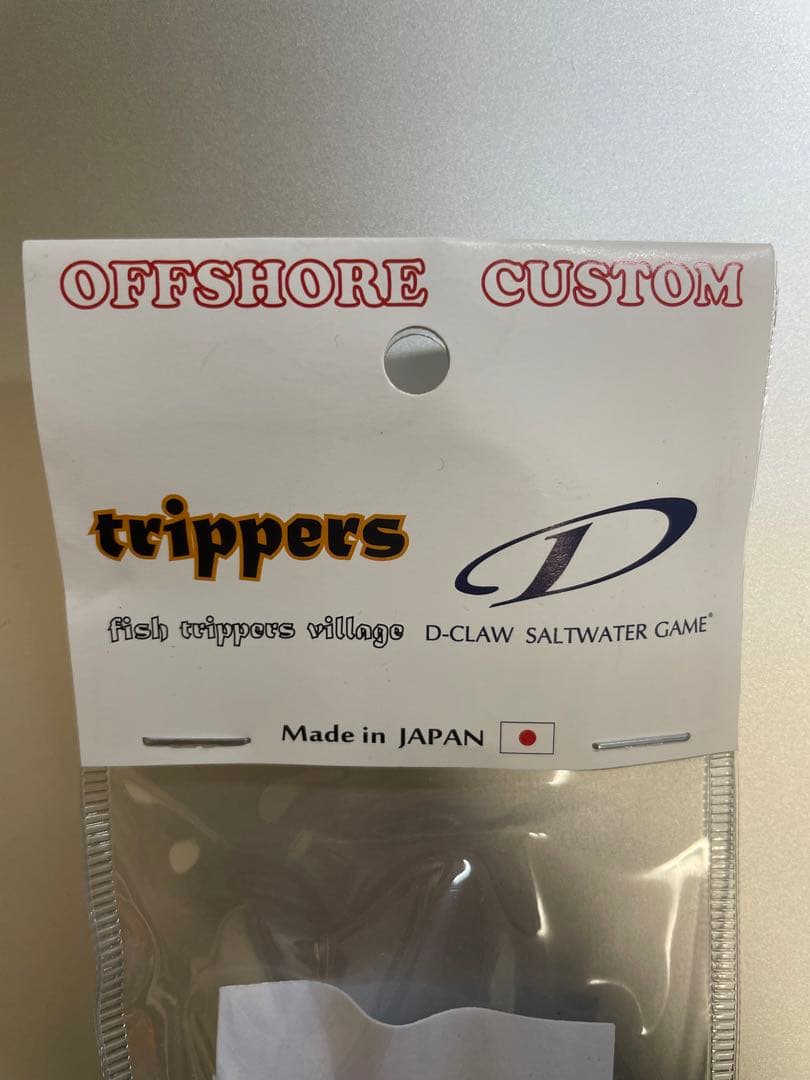 OFFSHORE CUSTOM
trippers
fish trippers village
D-CLAW SALTWATER GAME®
Made in JAPAN